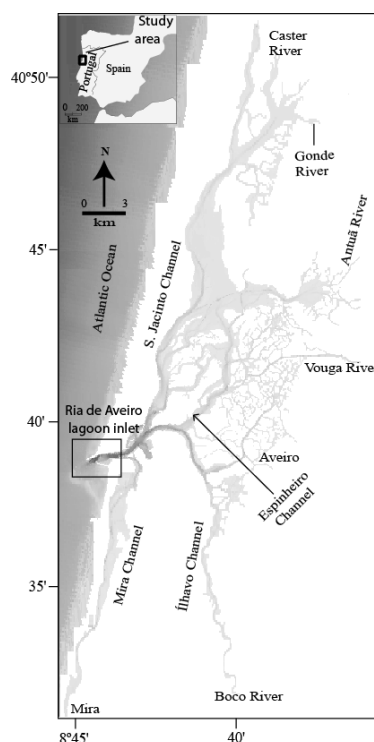 Study
area
Portugal
Spain
0 200
km
Caster
River
40°50'
Gonde
River
N
0 3
km
45'
Antuã River
Atlantic Ocean
S. Jacinto Channel
Vouga Rive
40'
Ria de Aveiro
lagoon inlet
Aveiro
Espinheiro
Channel
Mira Channel
Ílhavo Channel
35'
Mira
Boco River
8°45'
40'